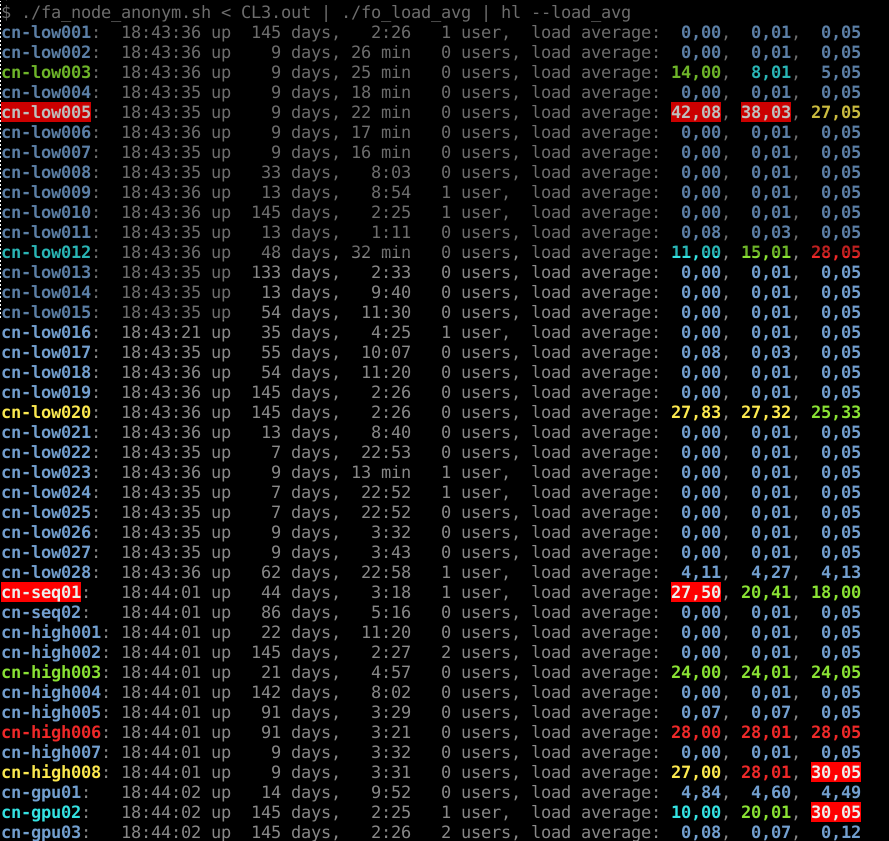 $ ./fa_node_anonym.sh < CL3.out | ./fo_load_avg | hl --load_avg
cn-low001: 18:43:36 up 145 days, 2:26 1 user, load average: 0,00, 0,01, 0,05
cn-low002: 18:43:36 up 9 days, 26 min 0 users, load average: 0,00, 0,01, 0,05
cn-low003: 18:43:36 up 9 days, 25 min 0 users, load average: 14,00, 8,01, 5,05
cn-low004: 18:43:35 up 9 days, 18 min 0 users, load average: 0,00, 0,01, 0,05
cn-low005: 18:43:35 up 9 days, 22 min 0 users, load average: 42,08, 38,03, 27,05
cn-low006: 18:43:36 up 9 days, 17 min 0 users, load average: 0,00, 0,01, 0,05
cn-low007: 18:43:35 up 9 days, 16 min 0 users, load average: 0,00, 0,01, 0,05
cn-low008: 18:43:36 up 33 days, 8:03 0 users, load average: 0,00, 0,01, 0,05
cn-low009: 18:43:36 up 13 days, 8:54 1 user, load average: 0,00, 0,01, 0,05
cn-low010: 18:43:36 up 145 days, 2:25 1 user, load average: 0,00, 0,01, 0,05
cn-low011: 18:43:35 up 13 days, 1:11 0 users, load average: 0,08, 0,03, 0,05
cn-low012: 18:43:36 up 48 days, 32 min 0 users, load average: 11,00, 15,01, 28,05
cn-low013: 18:43:35 up 133 days, 2:33 0 users, load average: 0,00, 0,01, 0,05
cn-low014: 18:43:35 up 13 days, 9:40 0 users, load average: 0,00, 0,01, 0,05
cn-low015: 18:43:35 up 54 days, 11:30 0 users, load average: 0,00, 0,01, 0,05
cn-low016: 18:43:21 up 35 days, 4:25 1 user, load average: 0,00, 0,01, 0,05
cn-low017: 18:43:35 up 55 days, 10:07 0 users, load average: 0,08, 0,03, 0,05
cn-low018: 18:43:35 up 54 days, 11:20 0 users, load average: 0,00, 0,01, 0,05
cn-low019: 18:43:36 up 145 days, 2:26 0 users, load average: 0,00, 0,01, 0,05
cn-low020: 18:43:36 up 145 days, 2:26 0 users, load average: 27,83, 27,32, 25,33
cn-low021: 18:43:36 up 13 days, 8:40 0 users, load average: 0,00, 0,01, 0,05
cn-low022: 18:43:35 up 7 days, 22:53 0 users, load average: 0,00, 0,01, 0,05
cn-low023: 18:43:36 up 9 days, 13 min 1 user, load average: 0,00, 0,01, 0,05
cn-low024: 18:43:35 up 7 days, 22:52 1 user, load average: 0,00, 0,01, 0,05
cn-low025: 18:43:35 up 7 days, 22:52 0 users, load average: 0,00, 0,01, 0,05
cn-low026: 18:43:35 up 9 days, 3:32 0 users, load average: 0,00, 0,01, 0,05
cn-low027: 18:43:35 up 9 days, 3:43 0 users, load average: 0,00, 0,01, 0,05
cn-low028: 18:43:36 up 62 days, 22:58 1 user, load average: 4,11, 4,27, 4,13
cn-seq01: 18:44:01 up 44 days, 3:18 1 user, load average: 27,50, 20,41, 18,00
cn-seq02: 18:44:01 up 86 days, 5:16 0 users, load average: 0,00, 0,01, 0,05
cn-high001: 18:44:01 up 22 days, 11:20 0 users, load average: 0,00, 0,01, 0,05
cn-high002: 18:44:01 up 145 days, 2:27 2 users, load average: 0,00, 0,01, 0,05
cn-high003: 18:44:01 up 21 days, 4:57 0 users, load average: 24,00, 24,01, 24,05
cn-high004: 18:44:01 up 142 days, 8:02 0 users, load average: 0,00, 0,01, 0,05
cn-high005: 18:44:01 up 91 days, 3:29 0 users, load average: 0,07, 0,07, 0,05
cn-high006: 18:44:01 up 91 days, 3:21 0 users, load average: 28,00, 28,01, 28,05
cn-high007: 18:44:01 up 9 days, 3:32 0 users, load average: 0,00, 0,01, 0,05
cn-high008: 18:44:01 up 9 days, 3:31 0 users, load average: 27,00, 28,01, 30,05
cn-gpu01: 18:44:02 up 14 days, 9:52 0 users, load average: 4,84, 4,60, 4,49
cn-gpu02: 18:44:02 up 145 days, 2:25 1 user, load average: 10,00, 20,01, 30,05
cn-gpu03: 18:44:02 up 145 days, 2:26 2 users, load average: 0,08, 0,07, 0,12